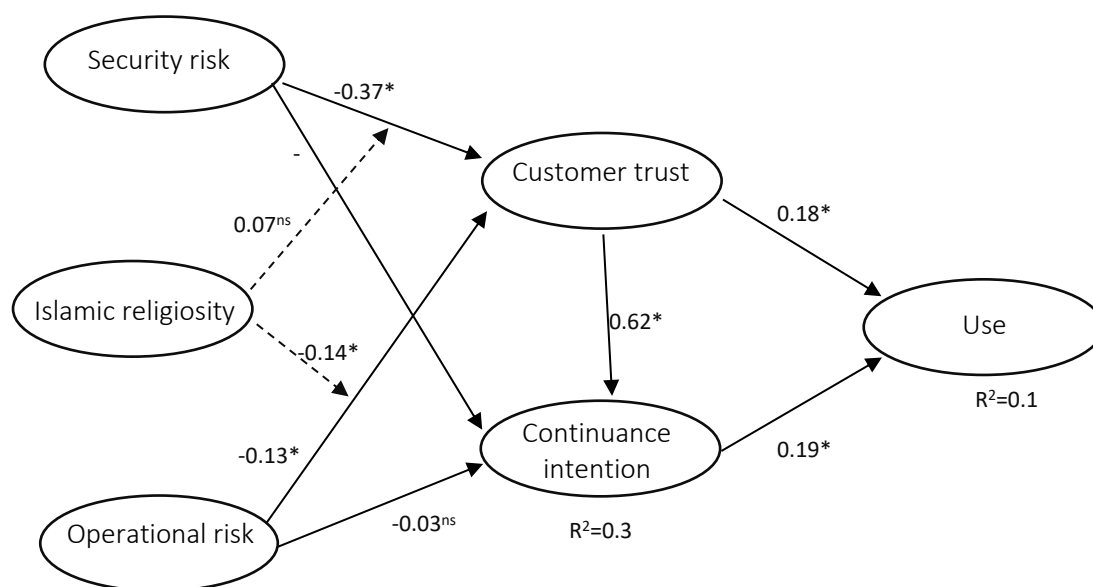 Security risk
-0.37*
-
Customer trust
0.07ns
0.18*
Islamic religiosity
-0.14*
0.62*
Use
R²=0.1
Continuance
intention
-0.13*
0.19*
Operational risk
-0.03ns
R²=0.3